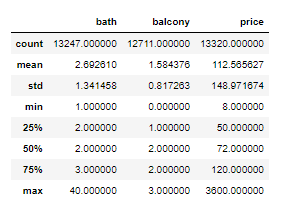 bath balcony price
count 13247.000000 12711.000000 13320.000000
mean 2.692610 1.584376 112.565627
std 1.341458 0.817263 148.971674
min 1.000000 0.000000 8.000000
25% 2.000000 1.000000 50.000000
50% 2.000000 2.000000 72.000000
75% 3.000000 2.000000 120.000000
max 40.000000 3.000000 3600.000000